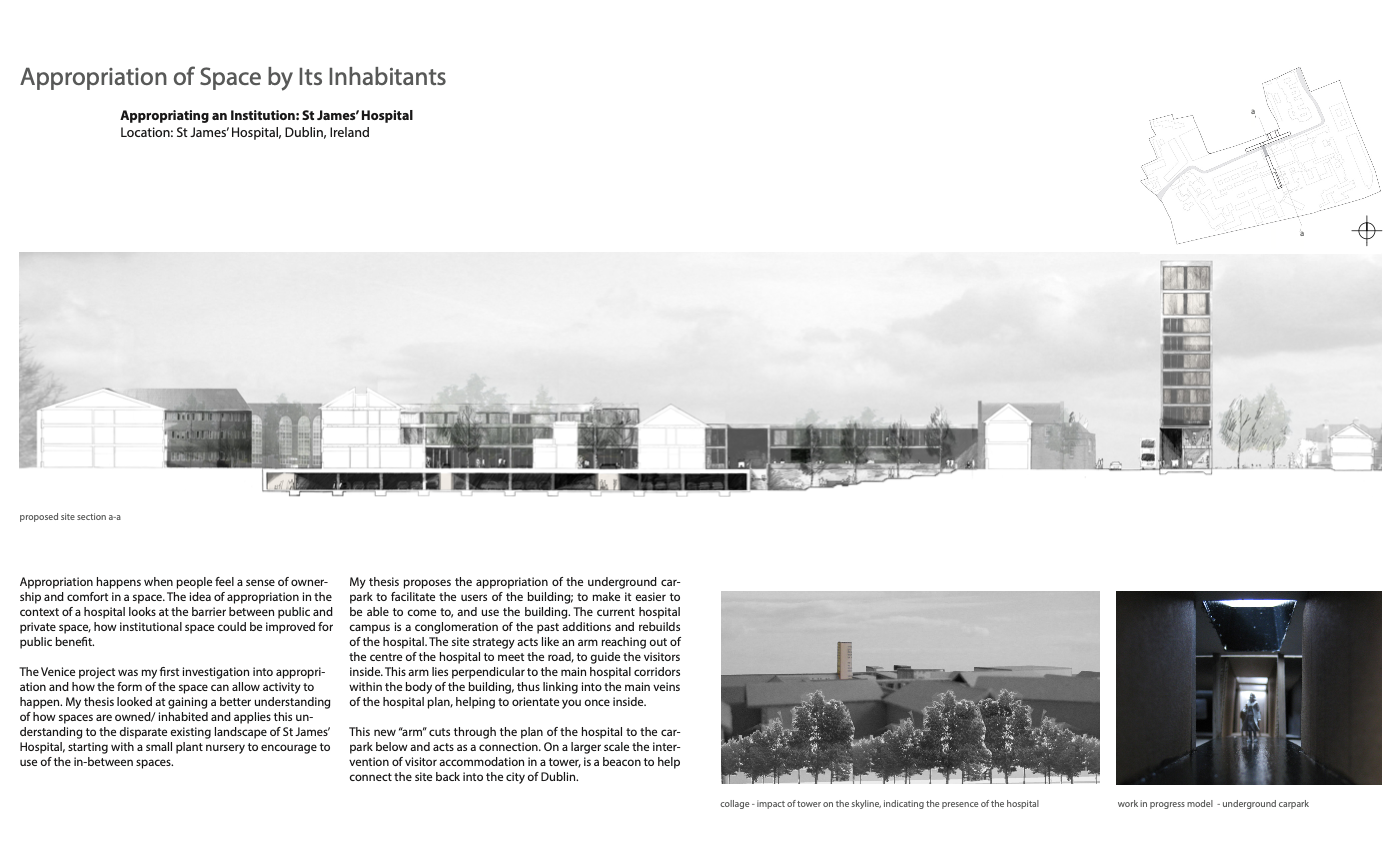 Appropriation of Space by Its Inhabitants
Appropriating an Institution: St James’ Hospital
Location: St James’ Hospital, Dublin, Ireland
a
a
proposed site section a-a
Appropriation happens when people feel a sense of owner-
ship and comfort in a space. The idea of appropriation in the
context of a hospital looks at the barrier between public and
private space, how institutional space could be improved for
public benefit.
The Venice project was my first investigation into appropri-
ation and how the form of the space can allow activity to
happen. My thesis looked at gaining a better understanding
of how spaces are owned/ inhabited and applies this un-
derstanding to the disparate existing landscape of St James’
Hospital, starting with a small plant nursery to encourage to
use of the in-between spaces.
My thesis proposes the appropriation of the underground car-
park to facilitate the users of the building; to make it easier to
be able to come to, and use the building. The current hospital
campus is a conglomeration of the past additions and rebuilds
of the hospital. The site strategy acts like an arm reaching out of
the centre of the hospital to meet the road, to guide the visitors
inside. This arm lies perpendicular to the main hospital corridors
within the body of the building, thus linking into the main veins
of the hospital plan, helping to orientate you once inside.
This new “arm” cuts through the plan of the hospital to the car-
park below and acts as a connection. On a larger scale the inter-
vention of visitor accommodation in a tower, is a beacon to help
connect the site back into the city of Dublin.
collage - impact of tower on the skyline, indicating the presence of the hospital
work in progress model - underground carpark